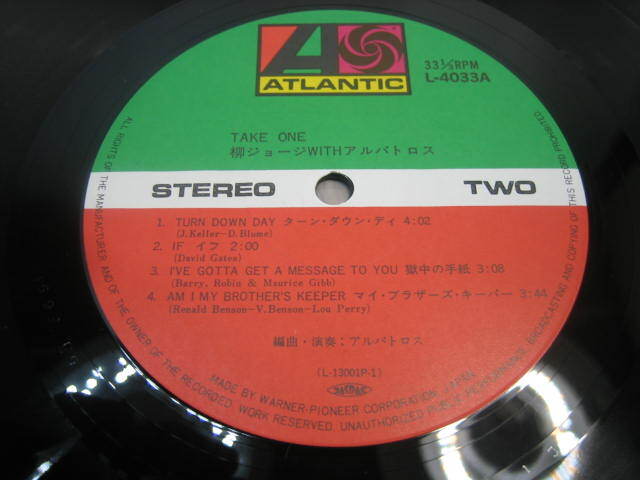 ATLANTIC
33 1/3 RPM
L-4033A
TAKE ONE
柳ジョージWITHアルバトロス
STEREO
TWO
1. TURN DOWN DAY ターン・ダウン・デイ 4:02
(J.Keller-D.Blume)
2. IF イフ 2:00
(David Gates)
3. I'VE GOTTA GET A MESSAGE TO YOU 獄中の手紙 3:08
(Barry, Robin & Maurice Gibb)
4. AM I MY BROTHER'S KEEPER マイ・ブラザーズ・キーパー 3:44
(Renald Benson-V.Benson-Lou Perry)
編曲・演奏:アルバトロス
(L-13001P-1)
JASRAC
MADE BY WARNER-PIONEER CORPORATION, JAPAN.
ALL RIGHTS OF THE MANUFACTURER AND OF THE OWNER OF THE RECORDED WORK RESERVED. UNAUTHORIZED PUBLIC PERFORMANCE, BROADCASTING AND COPYING OF THIS RECORD PROHIBITED.